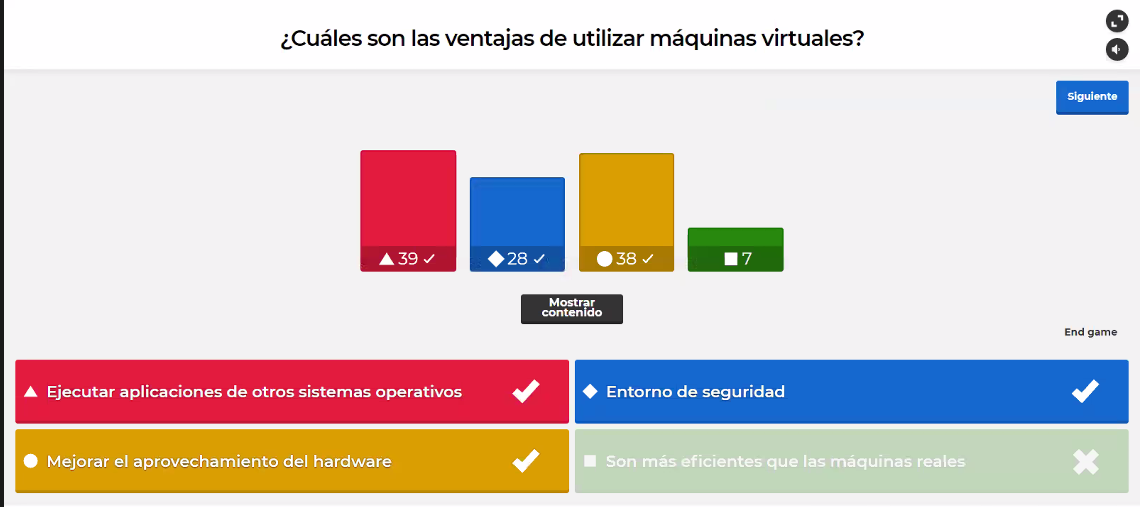 ¿Cuáles son las ventajas de utilizar máquinas virtuales?
Siguiente
39
28
38
7
Mostrar
contenido
End game
Ejecutar aplicaciones de otros sistemas operativos
Entorno de seguridad
Mejorar el aprovechamiento del hardware
Son más eficientes que las máquinas reales